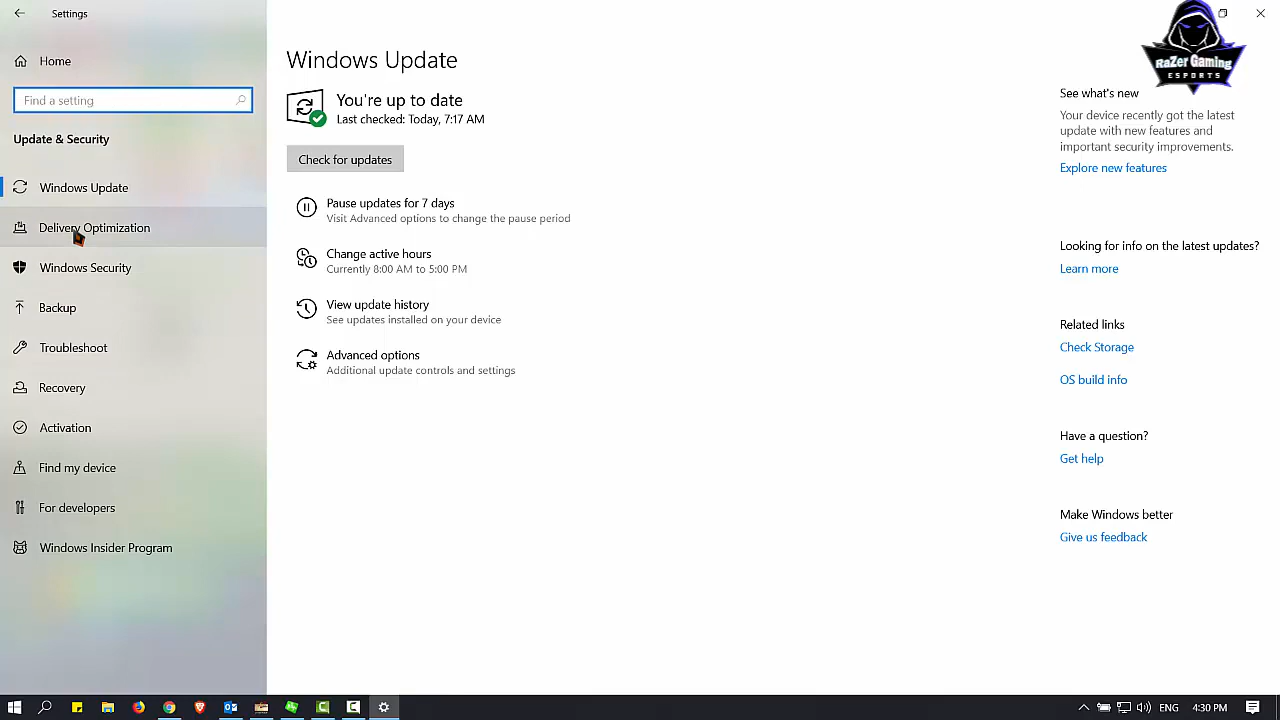 Settings
Home
Find a setting
Update & Security
Windows Update
Delivery Optimization
Windows Security
Backup
Troubleshoot
Recovery
Activation
Find my device
For developers
Windows Insider Program
Windows Update
You're up to date
Last checked: Today, 7:17 AM
Check for updates
Pause updates for 7 days
Visit Advanced options to change the pause period
Change active hours
Currently 8:00 AM to 5:00 PM
View update history
See updates installed on your device
Advanced options
Additional update controls and settings
RaZer Gaming
ESPORTS
See what's new
Your device recently got the latest
update with new features and
important security improvements.
Explore new features
Looking for info on the latest updates?
Learn more
Related links
Check Storage
OS build info
Have a question?
Get help
Make Windows better
Give us feedback
ENG
4:30 PM